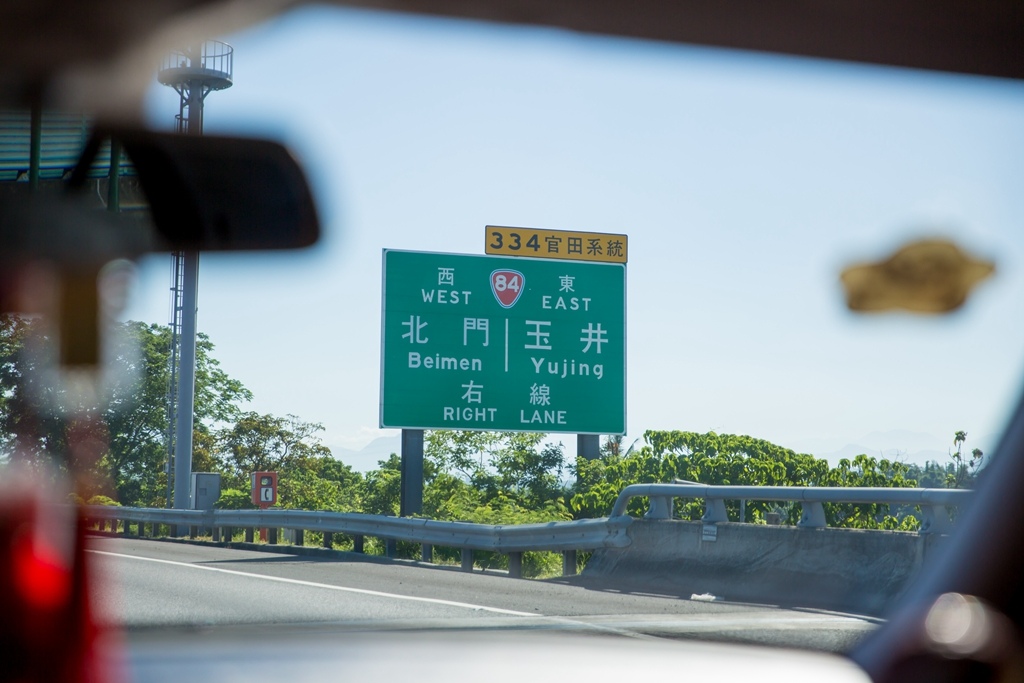 334官田系統
西 84 東
WEST EAST
北門 玉井
Beimen Yujing
右線
RIGHT LANE